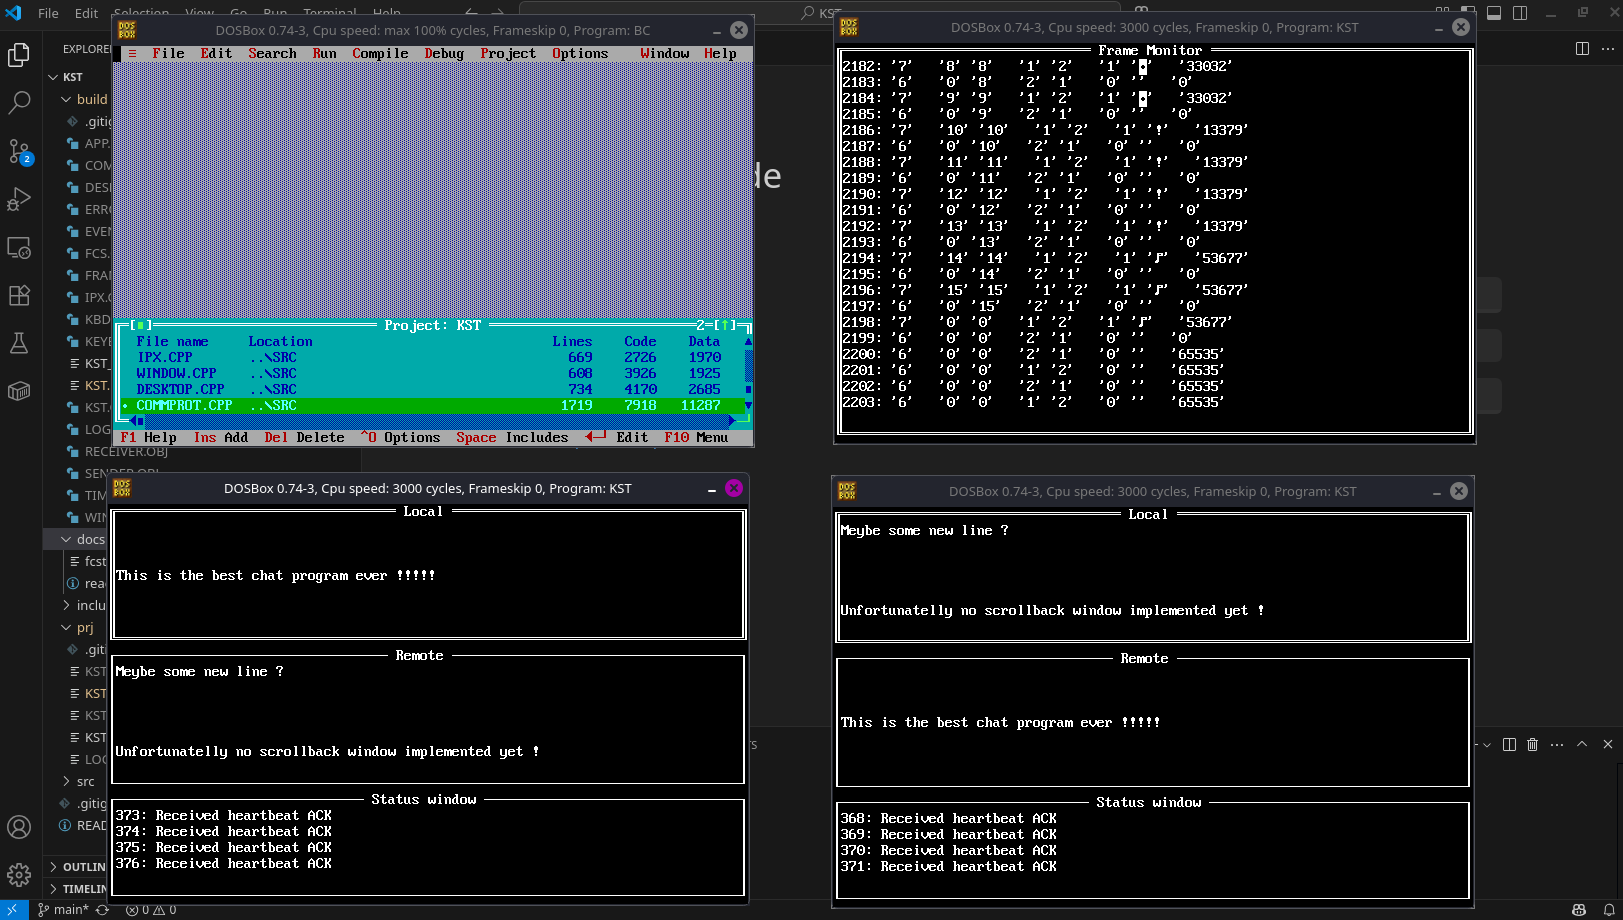 File Edit Selection View Go Run Terminal Help
KST
EXPLORE
KST
build
.gitig
APP.
COM
DESI
ERR
EVEN
FCS.
FRAI
IPX.
KBD
KEYE
KST.
KST.
KST.
LOG
RECEIVER.OBJ
SENDER.OBJ
TIM
WIN
docs
fcst
rea
inclu
prj
.git
KST
KST
KST
KST
LOG
src
.gitig
READ
OUTLIN
TIMELIN
main* 0 0
2
de
DOSBox 0.74-3, Cpu speed: max 100% cycles, Frameskip 0, Program: BC
≡ File Edit Search Run Compile Debug Project Options Window Help
Project: KST 2=[↑]
File name Location Lines Code Data
IPX.CPP ..\SRC 669 2726 1970
WINDOW.CPP ..\SRC 608 3926 1925
DESKTOP.CPP ..\SRC 734 4170 2685
• COMMPROT.CPP ..\SRC 1719 7918 11287
F1 Help Ins Add Del Delete ^O Options Space Includes ◄─┘ Edit F10 Menu
DOSBox 0.74-3, Cpu speed: 3000 cycles, Frameskip 0, Program: KST
Frame Monitor
2182: '7' '8' '8' '1' '2' '1' '◘' '33032'
2183: '6' '0' '8' '2' '1' '0' '' '0'
2184: '7' '9' '9' '1' '2' '1' '◘' '33032'
2185: '6' '0' '9' '2' '1' '0' '' '0'
2186: '7' '10' '10' '1' '2' '1' '!' '13379'
2187: '6' '0' '10' '2' '1' '0' '' '0'
2188: '7' '11' '11' '1' '2' '1' '!' '13379'
2189: '6' '0' '11' '2' '1' '0' '' '0'
2190: '7' '12' '12' '1' '2' '1' '!' '13379'
2191: '6' '0' '12' '2' '1' '0' '' '0'
2192: '7' '13' '13' '1' '2' '1' '!' '13379'
2193: '6' '0' '13' '2' '1' '0' '' '0'
2194: '7' '14' '14' '1' '2' '1' '♪' '53677'
2195: '6' '0' '14' '2' '1' '0' '' '0'
2196: '7' '15' '15' '1' '2' '1' '♪' '53677'
2197: '6' '0' '15' '2' '1' '0' '' '0'
2198: '7' '0' '0' '1' '2' '1' '♪' '53677'
2199: '6' '0' '0' '2' '1' '0' '' '0'
2200: '6' '0' '0' '2' '1' '0' '' '65535'
2201: '6' '0' '0' '1' '2' '0' '' '65535'
2202: '6' '0' '0' '2' '1' '0' '' '65535'
2203: '6' '0' '0' '1' '2' '0' '' '65535'
DOSBox 0.74-3, Cpu speed: 3000 cycles, Frameskip 0, Program: KST
Local
This is the best chat program ever !!!!!
Remote
Meybe some new line ?
Unfortunatelly no scrollback window implemented yet !
Status window
373: Received heartbeat ACK
374: Received heartbeat ACK
375: Received heartbeat ACK
376: Received heartbeat ACK
DOSBox 0.74-3, Cpu speed: 3000 cycles, Frameskip 0, Program: KST
Local
Meybe some new line ?
Unfortunatelly no scrollback window implemented yet !
Remote
This is the best chat program ever !!!!!
Status window
368: Received heartbeat ACK
369: Received heartbeat ACK
370: Received heartbeat ACK
371: Received heartbeat ACK